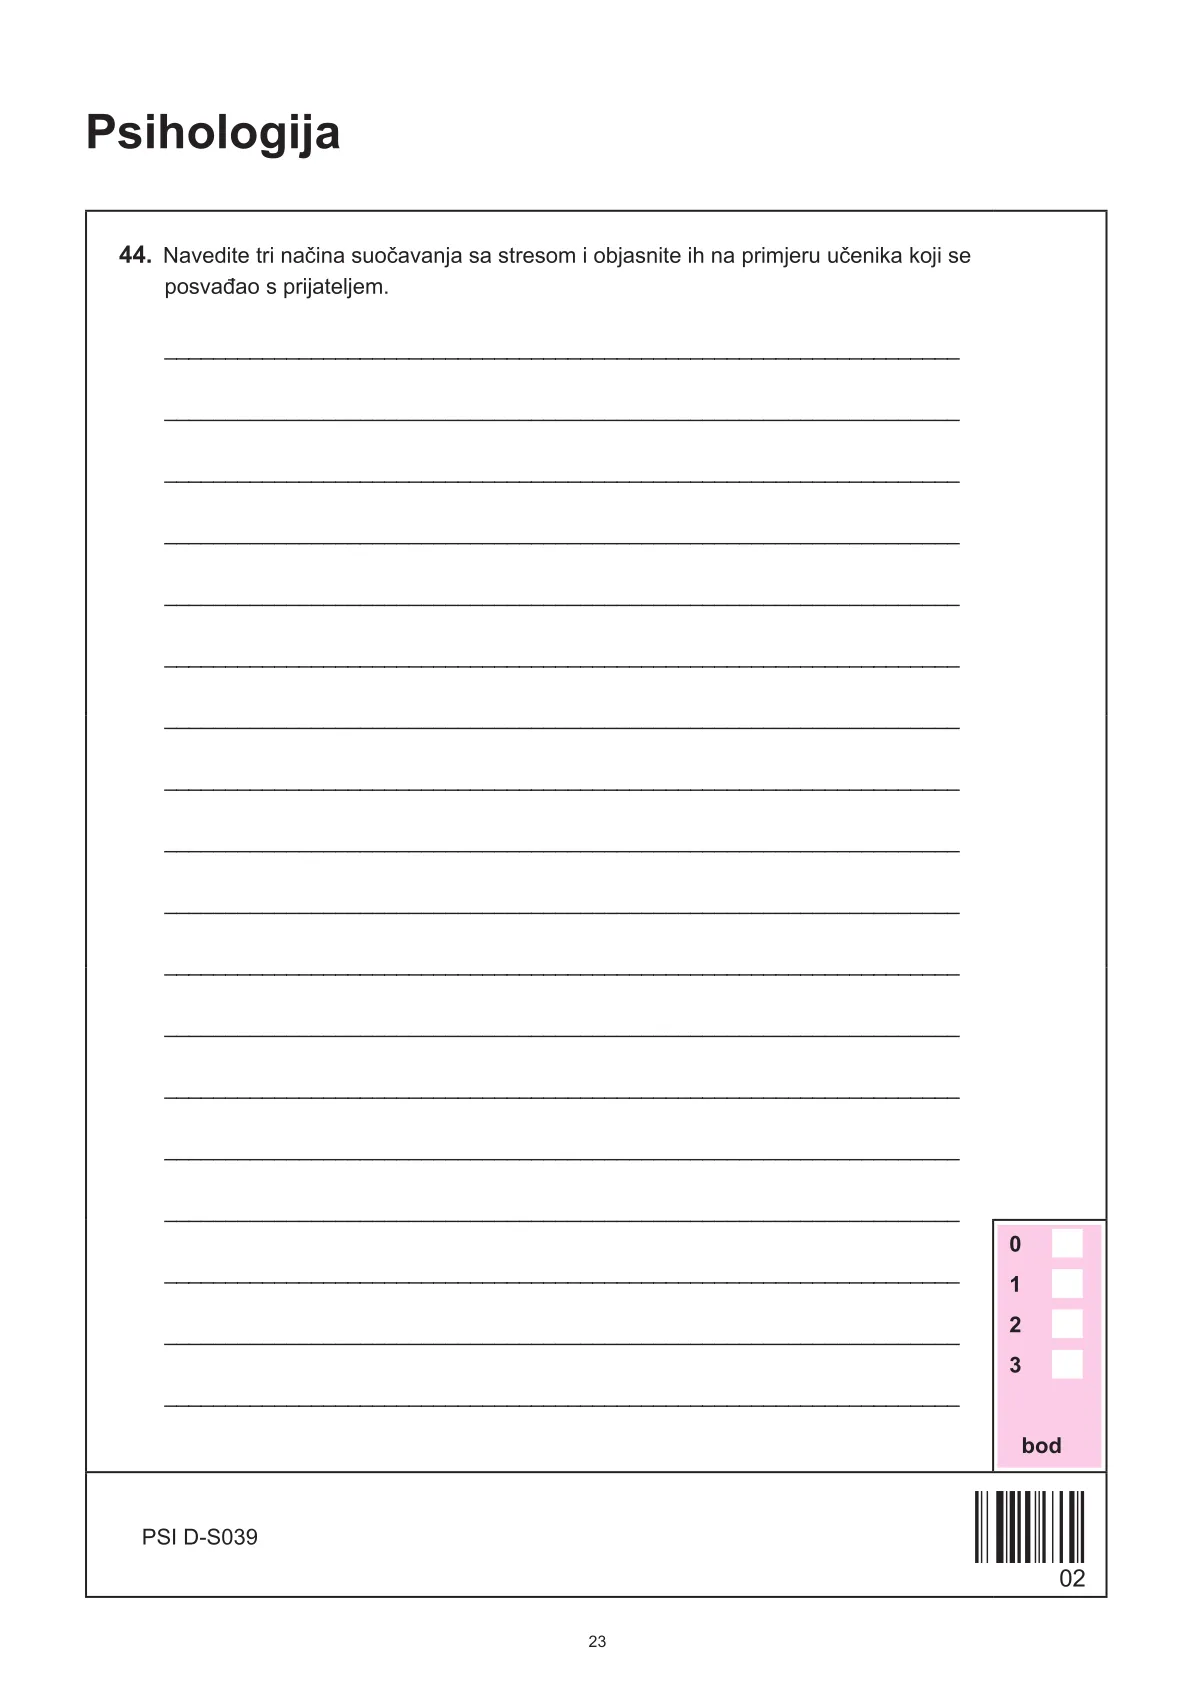 Psihologija
44. Navedite tri načina suočavanja sa stresom i objasnite ih na primjeru učenika koji se
posvađao s prijateljem.
0
1
2
3
bod
PSI D-S039
02
23